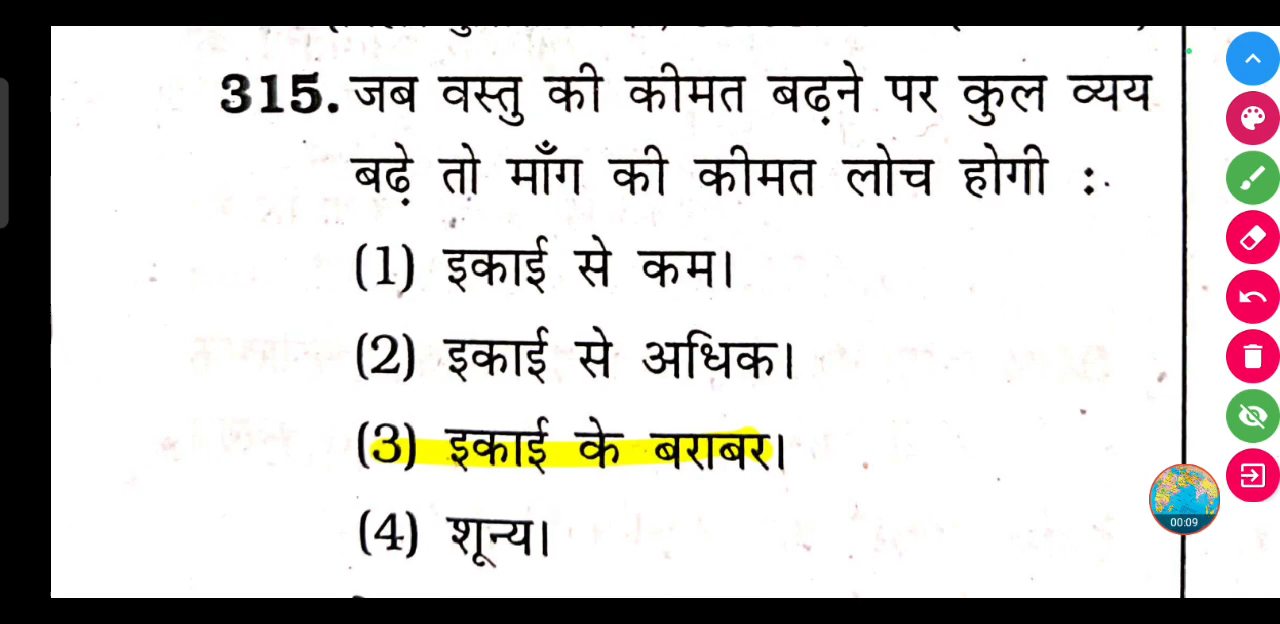 315. जब वस्तु की कीमत बढ़ने पर कुल व्यय
बढ़े तो माँग की कीमत लोच होगी :
(1) इकाई से कम।
(2) इकाई से अधिक।
(3) इकाई के बराबर।
(4) शून्य।
00:09